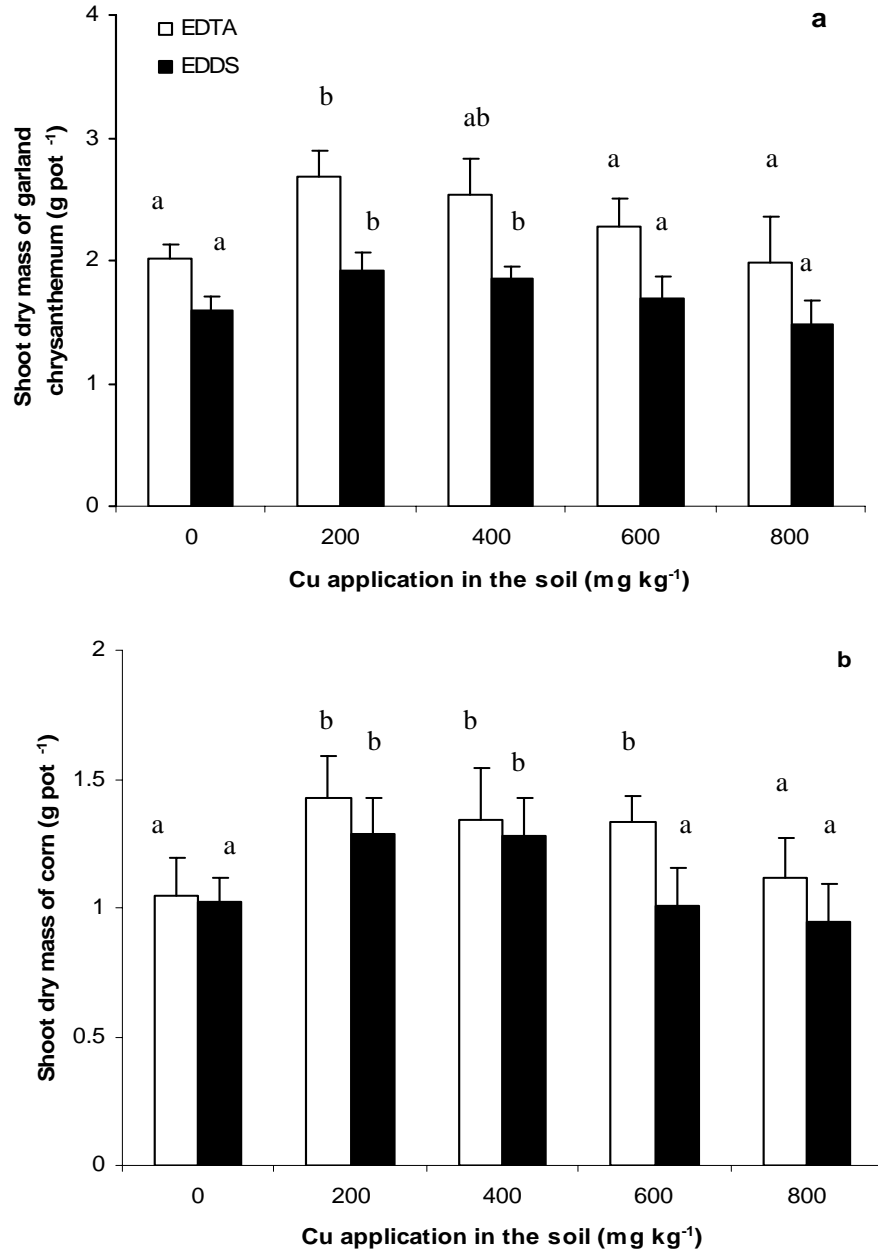 a
EDTA
EDDS
4
3
2
1
0
b
ab
a
a
a
b
b
a
a
a
Shoot dry mass of garland
chrysanthemum (g pot -1)
0 200 400 600 800
Cu application in the soil (mg kg-1)
b
2
1.5
1
0.5
0
b
b
b
b
b
a
a
a
a
a
Shoot dry mass of corn (g pot -1)
0 200 400 600 800
Cu application in the soil (mg kg-1)